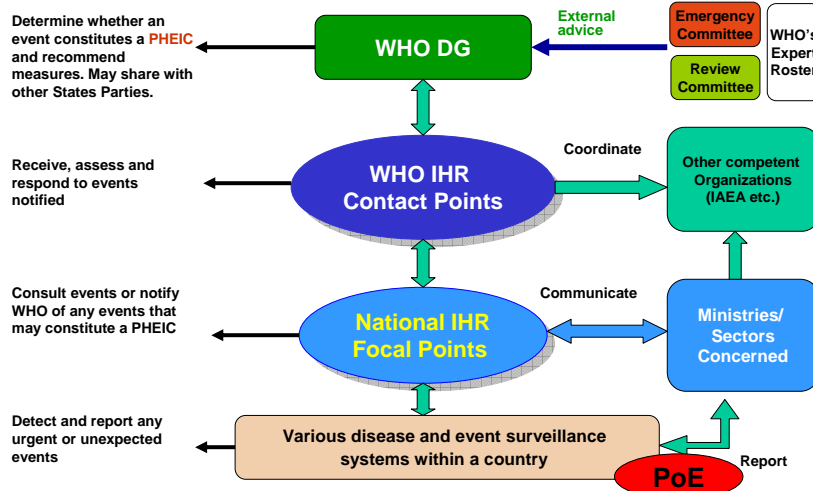 Determine whether an
event constitutes a PHEIC
and recommend
measures. May share with
other States Parties.
WHO DG
External
advice
Emergency
Committee
Review
Committee
WHO's
Expert
Roster
Receive, assess and
respond to events
notified
WHO IHR
Contact Points
Coordinate
Other competent
Organizations
(IAEA etc.)
Consult events or notify
WHO of any events that
may constitute a PHEIC
National IHR
Focal Points
Communicate
Ministries/
Sectors
Concerned
Detect and report any
urgent or unexpected
events
Various disease and event surveillance
systems within a country
Report
PoE